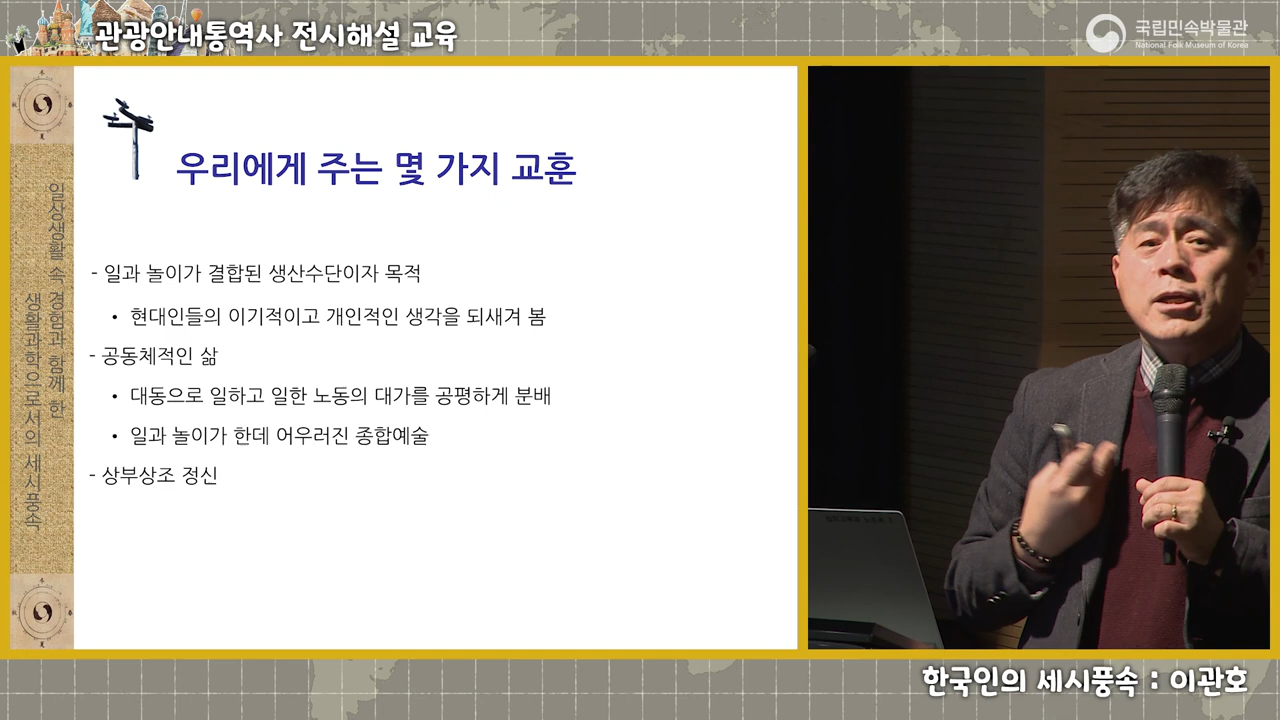 관광안내통역사 전시해설 교육
국립민속박물관
National Folk Museum of Korea
일상생활 속 경험과 함께 한
생활과학으로서의 세시풍속
우리에게 주는 몇 가지 교훈
- 일과 놀이가 결합된 생산수단이자 목적
• 현대인들의 이기적이고 개인적인 생각을 되새겨 봄
- 공동체적인 삶
• 대동으로 일하고 일한 노동의 대가를 공평하게 분배
• 일과 놀이가 한데 어우러진 종합예술
- 상부상조 정신
한국인의 세시풍속 : 이관호